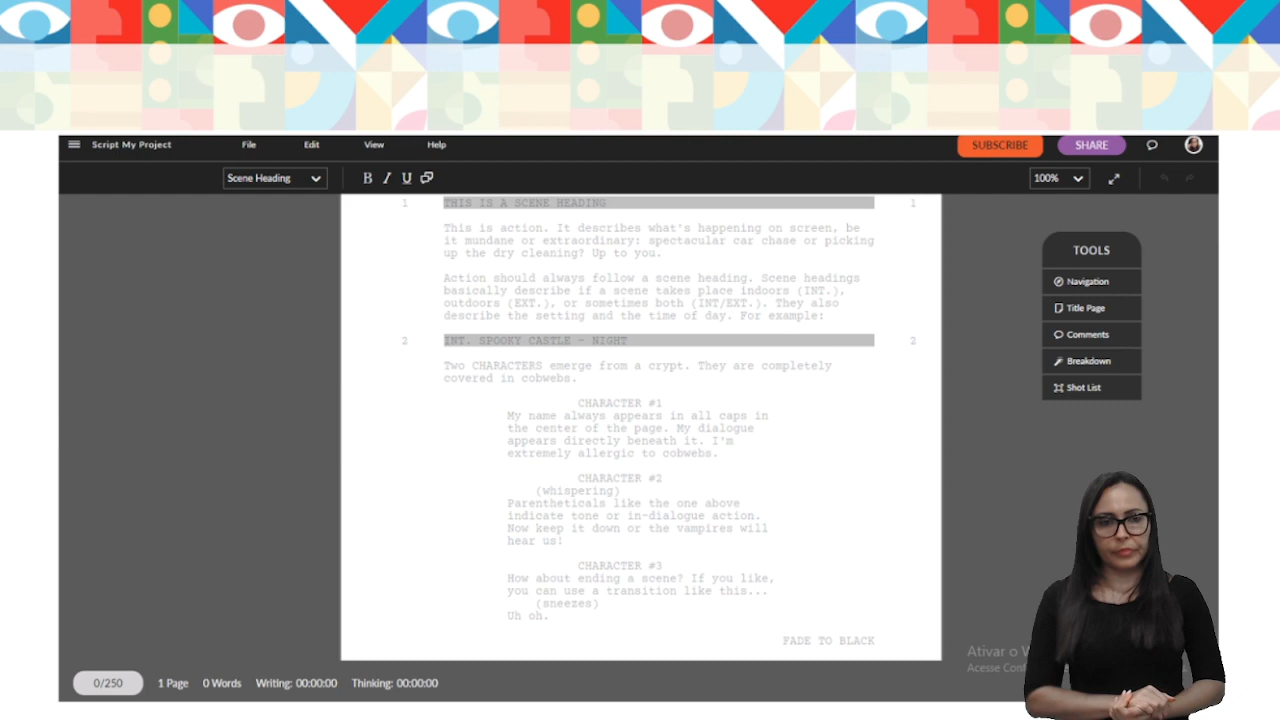 Script My Project File Edit View Help SUBSCRIBE SHARE
Scene Heading B I U 100%
1 THIS IS A SCENE HEADING 1
This is action. It describes what's happening on screen, be
it mundane or extraordinary: spectacular car chase or picking
up the dry cleaning? Up to you.
Action should always follow a scene heading. Scene headings
basically describe if a scene takes place indoors (INT.),
outdoors (EXT.), or sometimes both (INT/EXT.). They also
describe the setting and the time of day. For example:
2 INT. SPOOKY CASTLE - NIGHT 2
Two CHARACTERS emerge from a crypt. They are completely
covered in cobwebs.
CHARACTER #1
My name always appears in all caps in
the center of the page. My dialogue
appears directly beneath it. I'm
extremely allergic to cobwebs.
CHARACTER #2
(whispering)
Parentheticals like the one above
indicate tone or in-dialogue action.
Now keep it down or the vampires will
hear us!
CHARACTER #3
How about ending a scene? If you like,
you can use a transition like this...
(sneezes)
Uh oh.
FADE TO BLACK
TOOLS
Navigation
Title Page
Comments
Breakdown
Shot List
Ativar o
Acesse
0/250 1 Page 0 Words Writing: 00:00:00 Thinking: 00:00:00